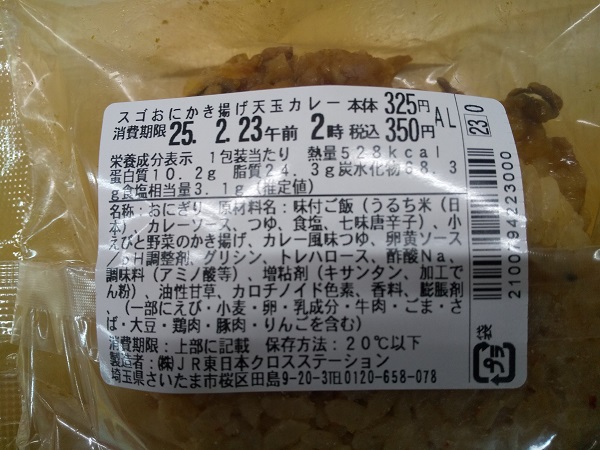 スゴおにかき揚げ天玉カレー 本体 325円
消費期限 25. 2. 23午前 2時 税込 350円 AL
栄養成分表示 1包装当たり 熱量528kcal
蛋白質10.2g 脂質24.3g炭水化物68.3
g食塩相当量3.1g(推定値)
名称:おにぎり 原材料名:味付ご飯(うるち米(日
本)、カレーソース、つゆ、食塩、七味唐辛子)、小
えびと野菜のかき揚げ、カレー風味つゆ、卵黄ソース
/pH調整剤、グリシン、トレハロース、酢酸Na、
調味料(アミノ酸等)、増粘剤(キサンタン、加工で
ん粉)、油性甘草、カロチノイド色素、香料、膨脹剤
、(一部にえび・小麦・卵・乳成分・牛肉・ごま・さ
ば・大豆・鶏肉・豚肉・りんごを含む)
消費期限:上部に記載 保存方法:20℃以下
製造者:㈱JR東日本クロスステーション
埼玉県さいたま市桜区田島9-20-3℡0120-658-078
230
2100794223000
袋
プラ